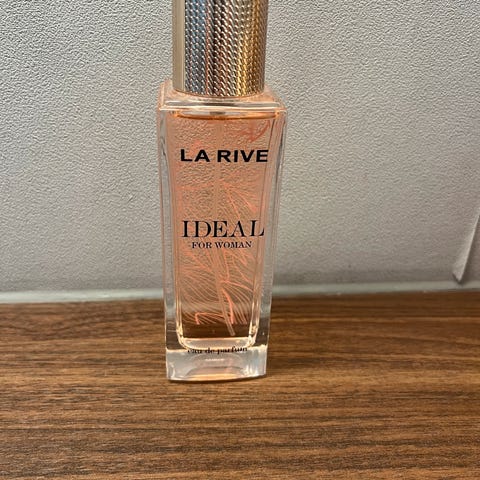 LA RIVE
IDEAL
FOR WOMAN
eau de parfum